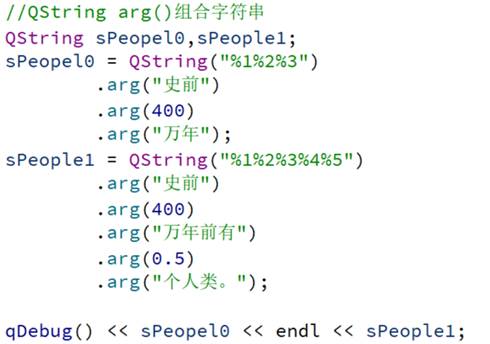 //QString arg()组合字符串
QString sPeopel0,sPeople1;
sPeopel0 = QString("%1%2%3")
.arg("史前")
.arg(400)
.arg("万年");
sPeople1 = QString("%1%2%3%4%5")
.arg("史前")
.arg(400)
.arg("万年前有")
.arg(0.5)
.arg("个人类。");
qDebug() << sPeopel0 << endl << sPeople1;